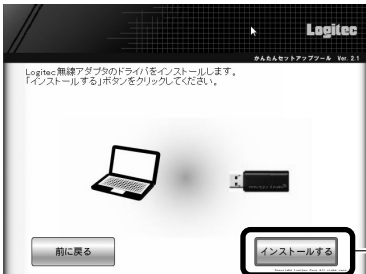 Logitec
かんたんセットアップツール Ver. 2.1
Logitec無線アダプタのドライバをインストールします。
「インストールする」ボタンをクリックしてください。
前に戻る
インストールする